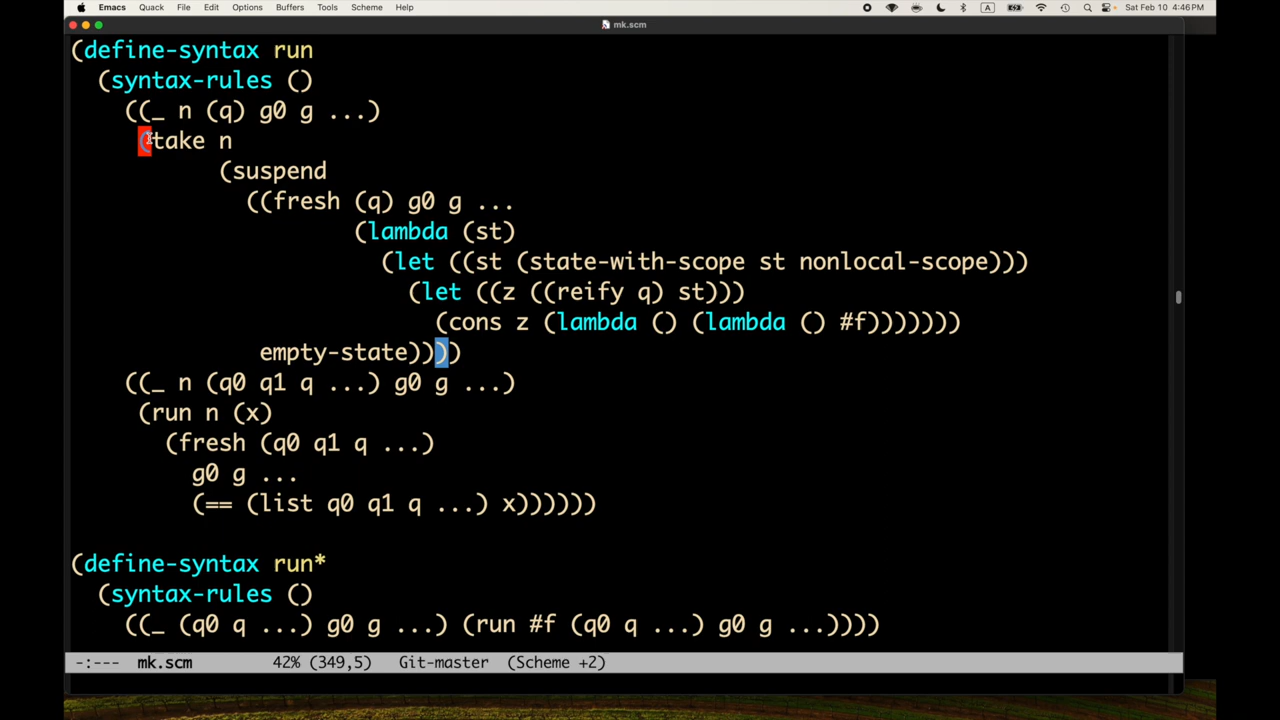 Emacs Quack File Edit Options Buffers Tools Scheme Help A Sat Feb 10 4:46 PM
mk.scm
(define-syntax run
(syntax-rules ()
((_ n (q) g0 g ...)
(take n
(suspend
((fresh (q) g0 g ...
(lambda (st)
(let ((st (state-with-scope st nonlocal-scope)))
(let ((z ((reify q) st)))
(cons z (lambda () (lambda () #f)))))))
empty-state))))
((_ n (q0 q1 q ...) g0 g ...)
(run n (x)
(fresh (q0 q1 q ...)
g0 g ...
(== (list q0 q1 q ...) x))))))
(define-syntax run*
(syntax-rules ()
((_ (q0 q ...) g0 g ...) (run #f (q0 q ...) g0 g ...))))
-:--- mk.scm 42% (349,5) Git-master (Scheme +2)